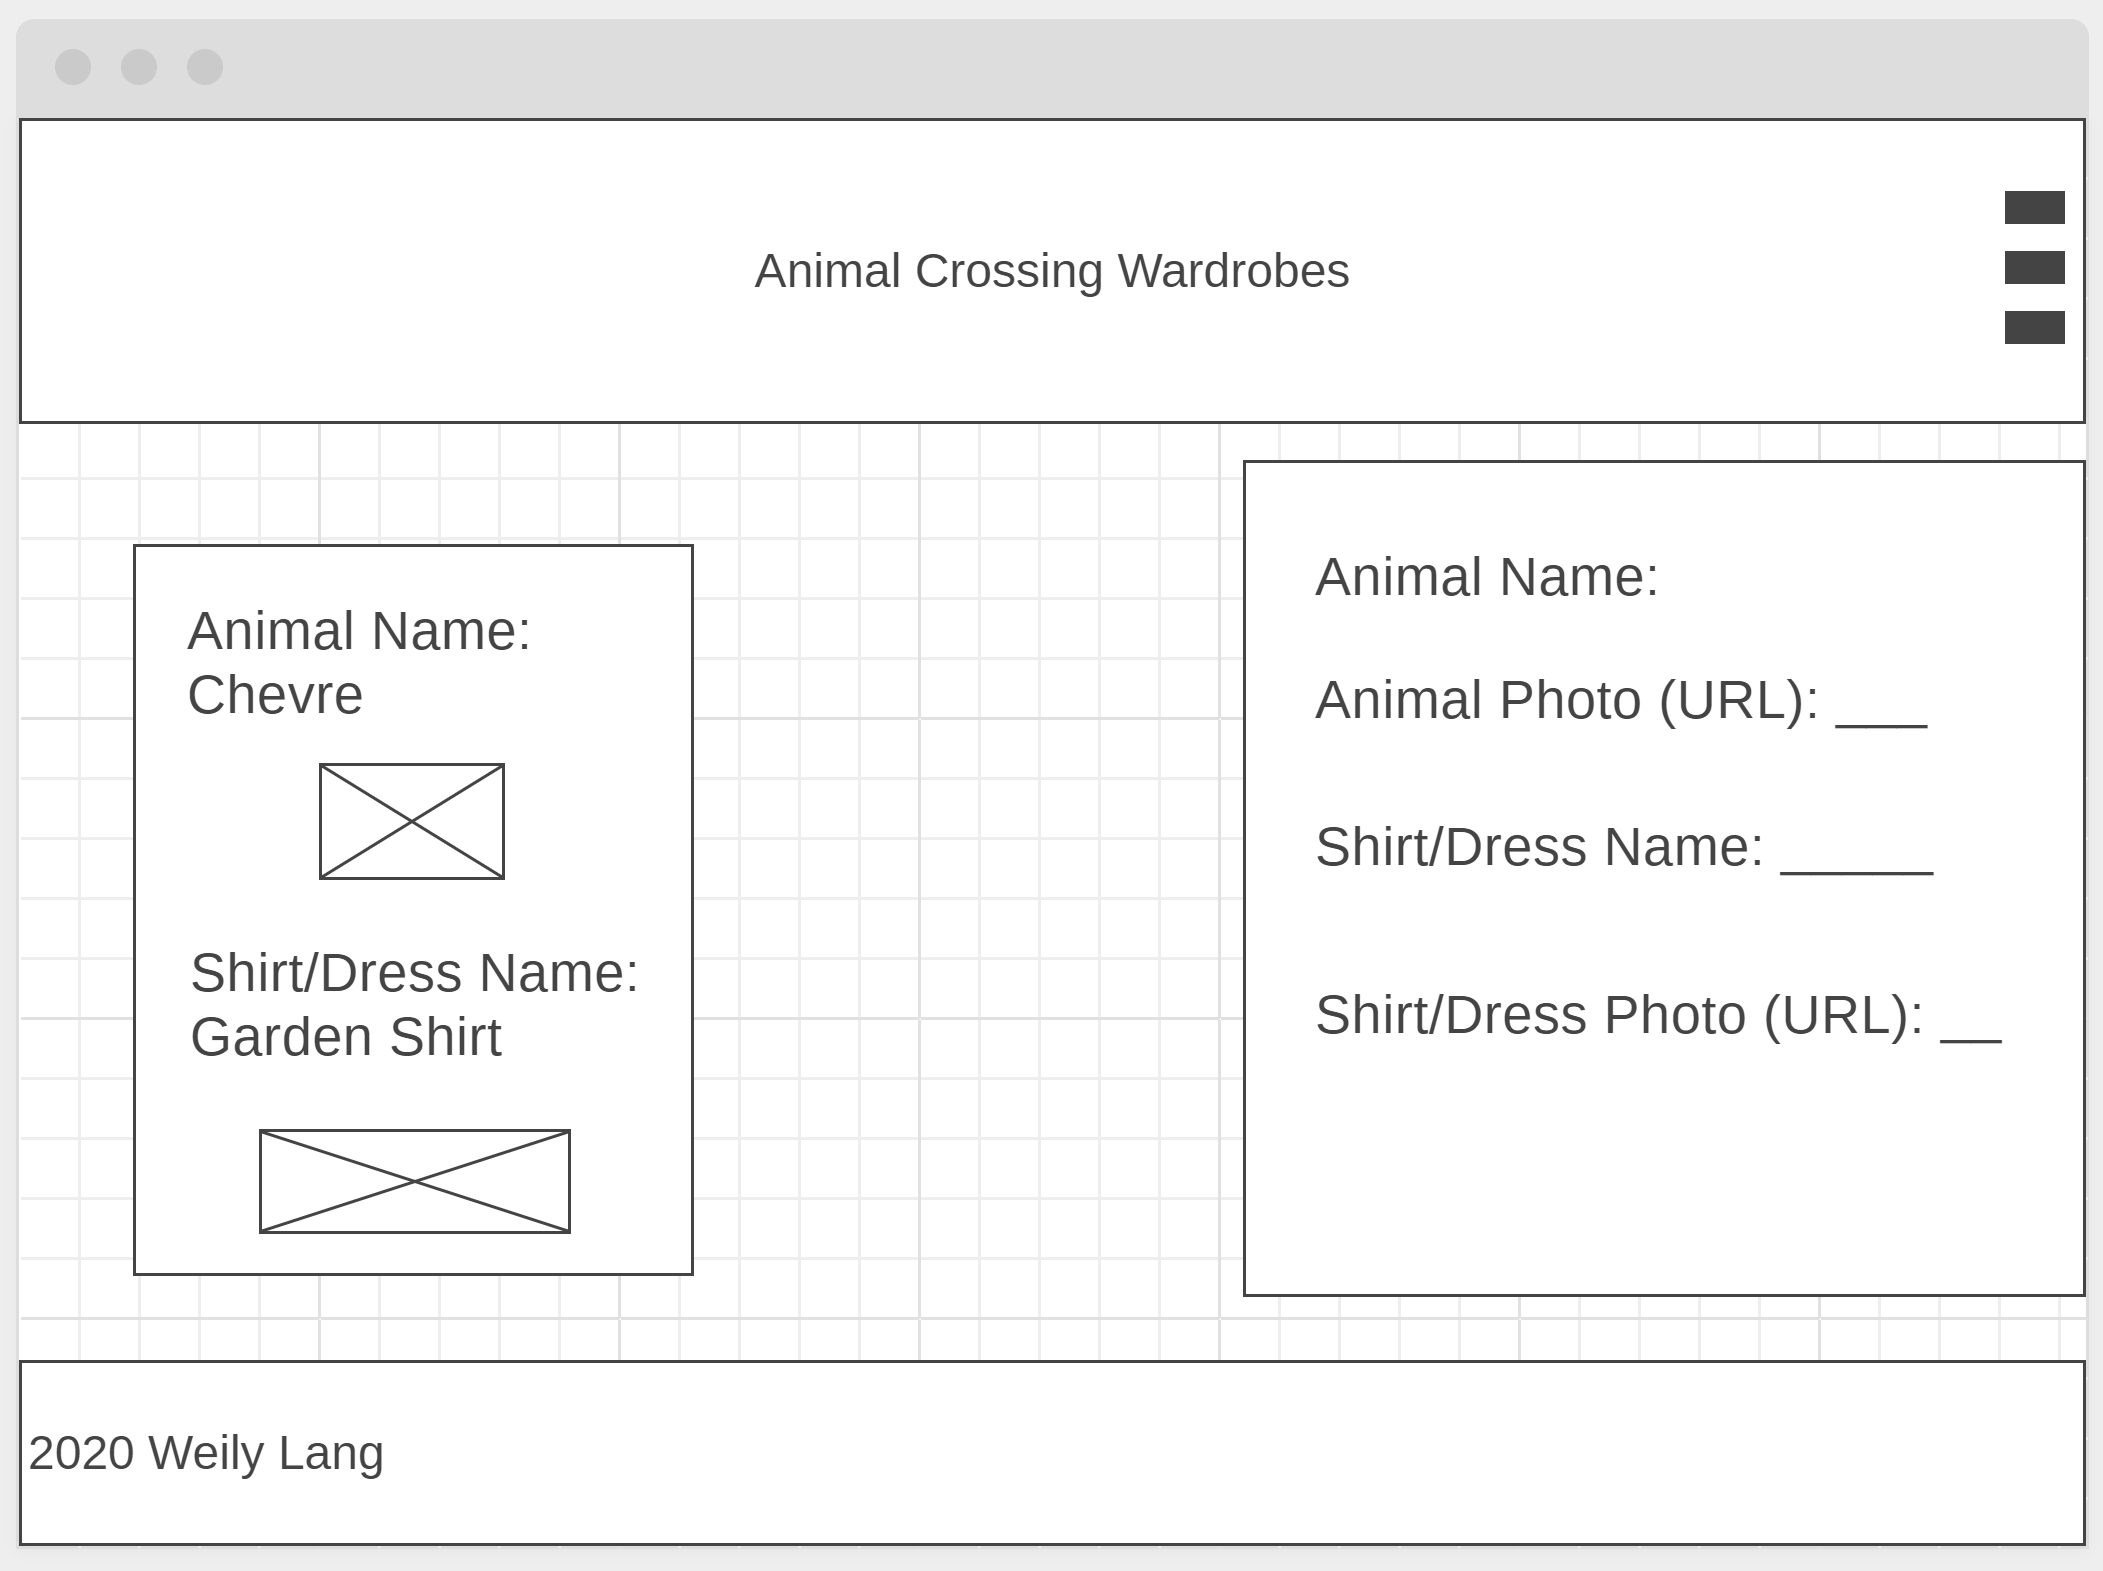 Animal Crossing Wardrobes
Animal Name:
Chevre
Shirt/Dress Name:
Garden Shirt
Animal Name:
Animal Photo (URL): ___
Shirt/Dress Name: _____
Shirt/Dress Photo (URL): __
2020 Weily Lang